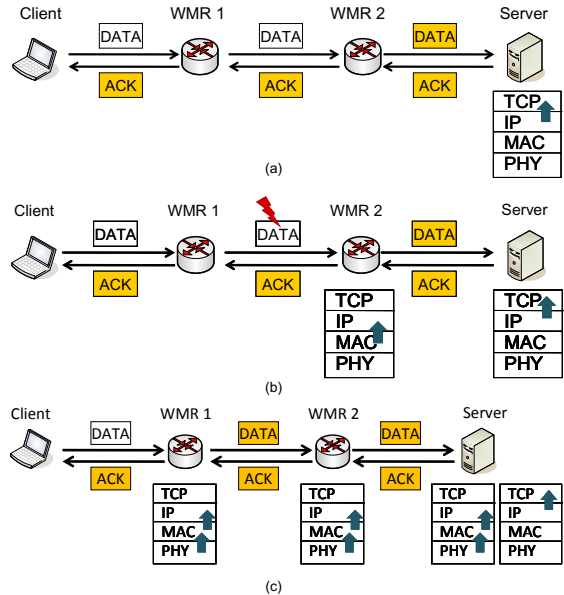 Client WMR 1 WMR 2 Server
DATA DATA DATA
ACK ACK ACK
TCP
IP
MAC
PHY
(a)
Client WMR 1 WMR 2 Server
DATA DATA DATA
ACK ACK ACK
TCP TCP
IP IP
MAC MAC
PHY PHY
(b)
Client WMR 1 WMR 2 Server
DATA DATA DATA
ACK ACK ACK
TCP TCP TCP TCP
IP IP IP IP
MAC MAC MAC MAC
PHY PHY PHY PHY
(c)